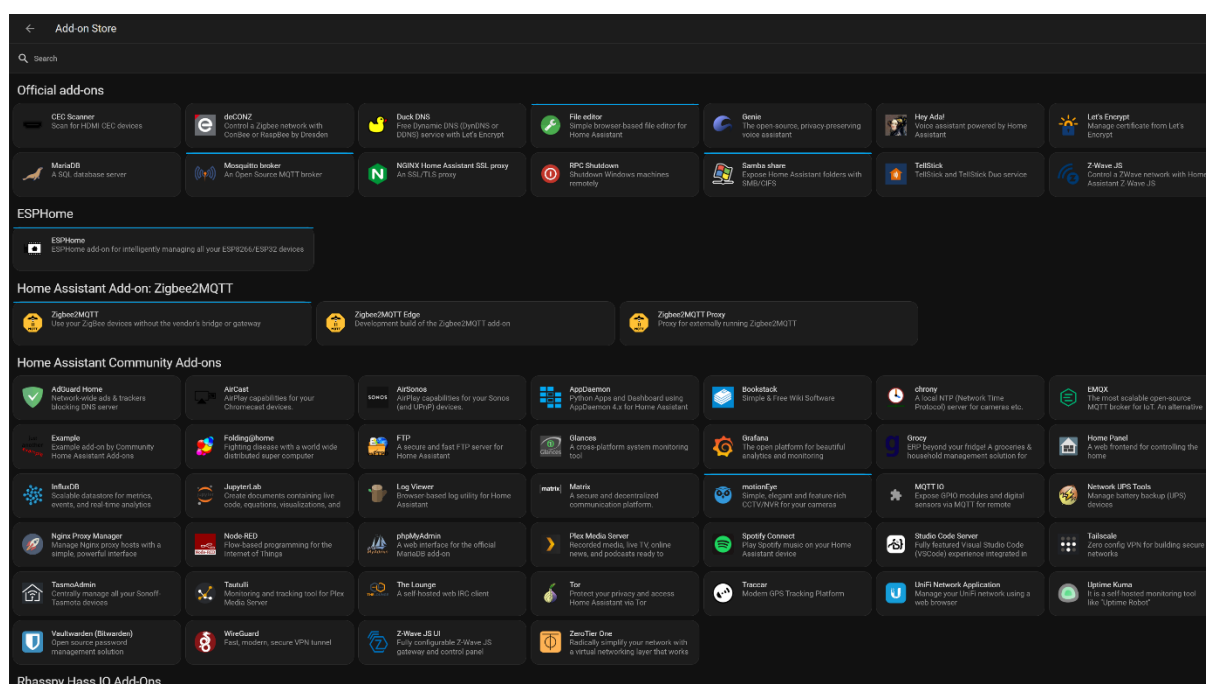 Add-on Store
Search
Official add-ons
CEC Scanner
Scan for HDMI CEC devices
deCONZ
Control a Zigbee network with
ConBee or RaspBee by Dresden
Duck DNS
Free Dynamic DNS (DynDNS or
DDNS) service with Let's Encrypt
File editor
Simple browser-based file editor for
Home Assistant
Genie
The open-source, privacy-preserving
voice assistant
Hey Ada!
Voice assistant powered by Home
Assistant
Let's Encrypt
Manage certificate from Let's
Encrypt
MariaDB
A SQL database server
Mosquitto broker
An Open Source MQTT broker
NGINX Home Assistant SSL proxy
An SSL/TLS proxy
RPC Shutdown
Shutdown Windows machines
remotely
Samba share
Expose Home Assistant folders with
SMB/CIFS
TellStick
TellStick and TellStick Duo service
Z-Wave JS
Control a ZWave network with Home
Assistant Z-Wave JS
ESPHome
ESPHome
ESPHome add-on for intelligently managing all your ESP8266/ESP32 devices
Home Assistant Add-on: Zigbee2MQTT
Zigbee2MQTT
Use your ZigBee devices without the vendor's bridge or gateway
Zigbee2MQTT Edge
Development build of the Zigbee2MQTT add-on
Zigbee2MQTT Proxy
Proxy for externally running Zigbee2MQTT
Home Assistant Community Add-ons
AdGuard Home
Network-wide ads & trackers
blocking DNS server
AirCast
AirPlay capabilities for your
Chromecast devices.
SONOS
AirSonos
AirPlay capabilities for your Sonos
(and UPnP) devices.
AppDaemon
Python Apps and Dashboard using
AppDaemon 4.x for Home Assistant
Bookstack
Simple & Free Wiki Software
chrony
A local NTP (Network Time
Protocol) server for cameras etc.
EMQX
The most scalable open-source
MQTT broker for IoT. An alternative
Example
Example add-on by Community
Home Assistant Add-ons
Folding@home
Fighting disease with a world wide
distributed super computer
FTP
A secure and fast FTP server for
Home Assistant
Glances
Glances
A cross-platform system monitoring
tool
Grafana
The open platform for beautiful
analytics and monitoring
Grocy
ERP beyond your fridge! A groceries &
household management solution for
Home Panel
A web frontend for controlling the
home
InfluxDB
Scalable datastore for metrics,
events, and real-time analytics
JupyterLab
Create documents containing live
code, equations, visualizations, and
Log Viewer
Browser-based log utility for Home
Assistant
[matrix]
Matrix
A secure and decentralized
communication platform.
motionEye
Simple, elegant and feature-rich
CCTV/NVR for your cameras
MQTT IO
Expose GPIO modules and digital
sensors via MQTT for remote
Network UPS Tools
Manage battery backup (UPS)
devices
Nginx Proxy Manager
Manage Nginx proxy hosts with a
simple, powerful interface
Node-RED
Node-RED
Flow-based programming for the
Internet of Things
phpMyAdmin
A web interface for the official
MariaDB add-on
Plex Media Server
Recorded media, live TV, online
news, and podcasts ready to
Spotify Connect
Play Spotify music on your Home
Assistant device
Studio Code Server
Fully featured Visual Studio Code
(VSCode) experience integrated in
Tailscale
Zero config VPN for building secure
networks
TasmoAdmin
Centrally manage all your Sonoff-
Tasmota devices
Tautulli
Monitoring and tracking tool for Plex
Media Server
The Lounge
A self-hosted web IRC client
Tor
Protect your privacy and access
Home Assistant via Tor
Traccar
Modern GPS Tracking Platform
UniFi Network Application
Manage your UniFi network using a
web browser
Uptime Kuma
It is a self-hosted monitoring tool
like "Uptime Robot"
Vaultwarden (Bitwarden)
Open source password
management solution
WireGuard
Fast, modern, secure VPN tunnel
Z-Wave JS UI
Fully configurable Z-Wave JS
gateway and control panel
ZeroTier One
Radically simplify your network with
a virtual networking layer that works
Rhasspy Hass.IO Add-Ons